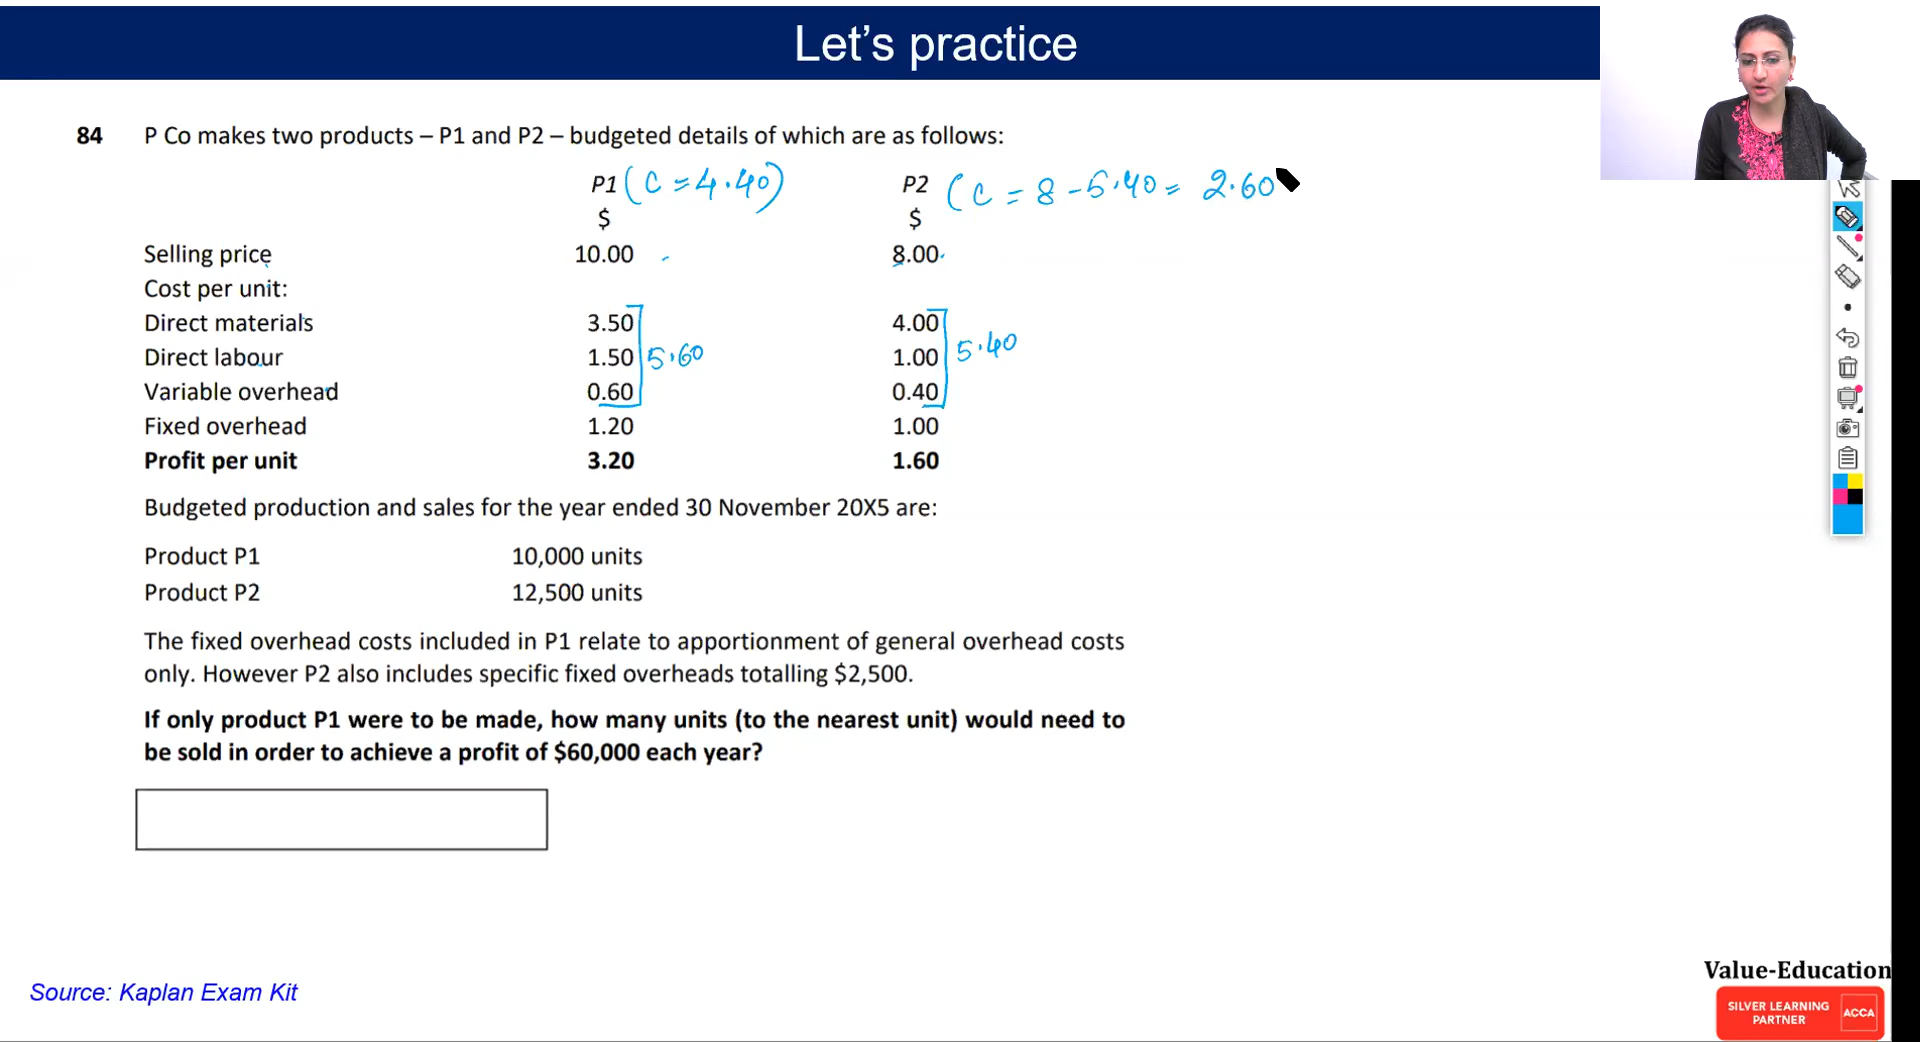 Let's practice
84 P Co makes two products – P1 and P2 – budgeted details of which are as follows:
P1 (C = 4.40) P2 (C = 8 - 5.40 = 2.60
$ $
Selling price 10.00 8.00
Cost per unit:
Direct materials 3.50 4.00
Direct labour 1.50 5.60 1.00 5.40
Variable overhead 0.60 0.40
Fixed overhead 1.20 1.00
Profit per unit 3.20 1.60
Budgeted production and sales for the year ended 30 November 20X5 are:
Product P1 10,000 units
Product P2 12,500 units
The fixed overhead costs included in P1 relate to apportionment of general overhead costs
only. However P2 also includes specific fixed overheads totalling $2,500.
If only product P1 were to be made, how many units (to the nearest unit) would need to
be sold in order to achieve a profit of $60,000 each year?
Source: Kaplan Exam Kit
Value-Education
SILVER LEARNING
PARTNER
ACCA